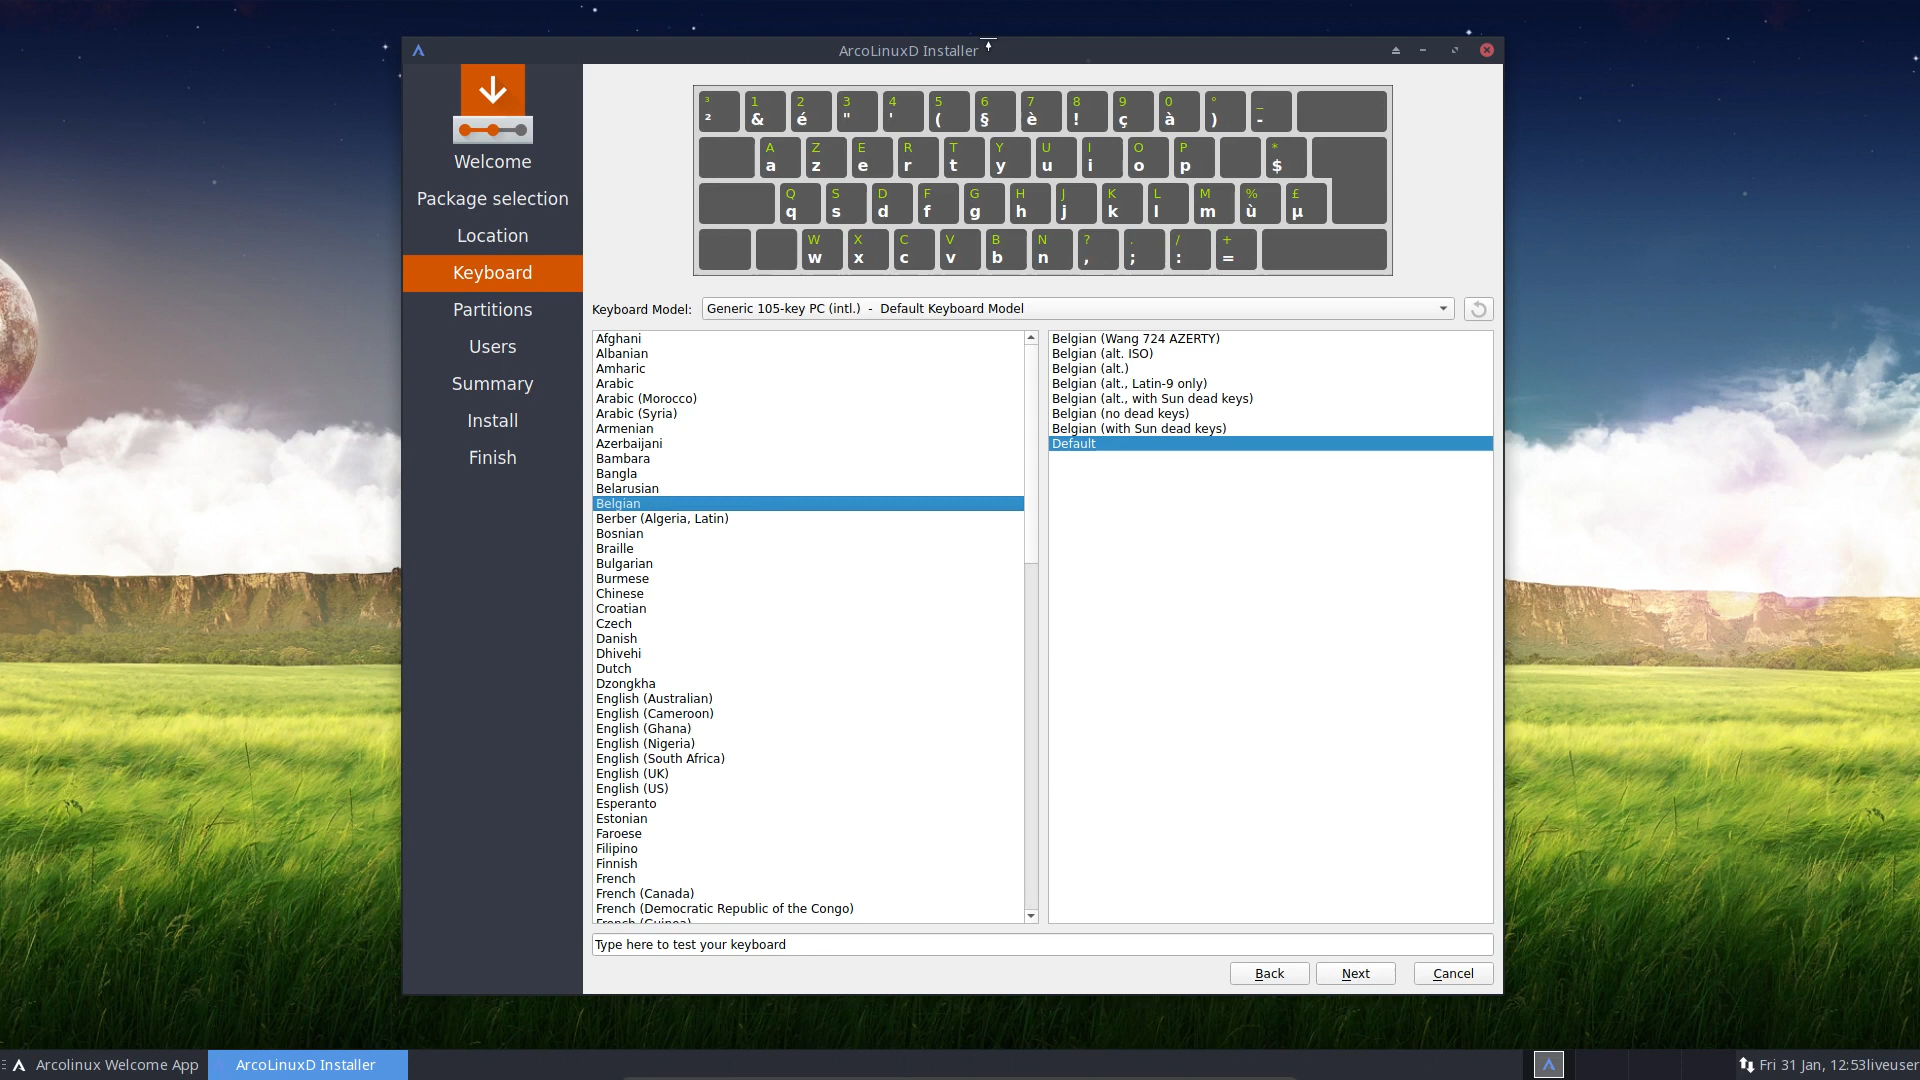 ArcoLinuxD Installer
Welcome
Package selection
Location
Keyboard
Partitions
Users
Summary
Install
Finish
³ 1 2 3 4 5 6 7 8 9 0 ° _
² & é " ' ( § è ! ç à ) -
A Z E R T Y U I O P *
a z e r t y u i o p $
Q S D F G H J K L M % £
q s d f g h j k l m ù µ
W X C V B N ? . / +
w x c v b n , ; : =
Keyboard Model: Generic 105-key PC (intl.) - Default Keyboard Model
Afghani
Albanian
Amharic
Arabic
Arabic (Morocco)
Arabic (Syria)
Armenian
Azerbaijani
Bambara
Bangla
Belarusian
Belgian
Berber (Algeria, Latin)
Bosnian
Braille
Bulgarian
Burmese
Chinese
Croatian
Czech
Danish
Dhivehi
Dutch
Dzongkha
English (Australian)
English (Cameroon)
English (Ghana)
English (Nigeria)
English (South Africa)
English (UK)
English (US)
Esperanto
Estonian
Faroese
Filipino
Finnish
French
French (Canada)
French (Democratic Republic of the Congo)
French (Guinea)
Belgian (Wang 724 AZERTY)
Belgian (alt. ISO)
Belgian (alt.)
Belgian (alt., Latin-9 only)
Belgian (alt., with Sun dead keys)
Belgian (no dead keys)
Belgian (with Sun dead keys)
Default
Type here to test your keyboard
Back Next Cancel
Arcolinux Welcome App ArcoLinuxD Installer Fri 31 Jan, 12:53liveuser